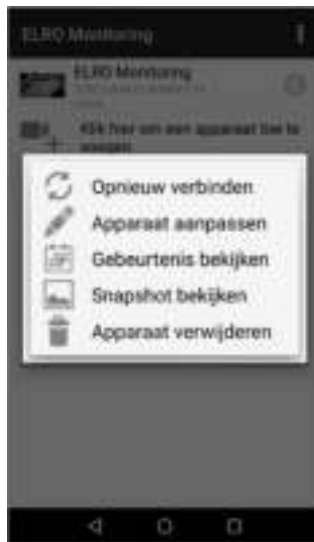 ELRO Monitoring
ELRO Monitoring
Klik hier om een apparaat toe te
voegen
Opnieuw verbinden
Apparaat aanpassen
Gebeurtenis bekijken
Snapshot bekijken
Apparaat verwijderen